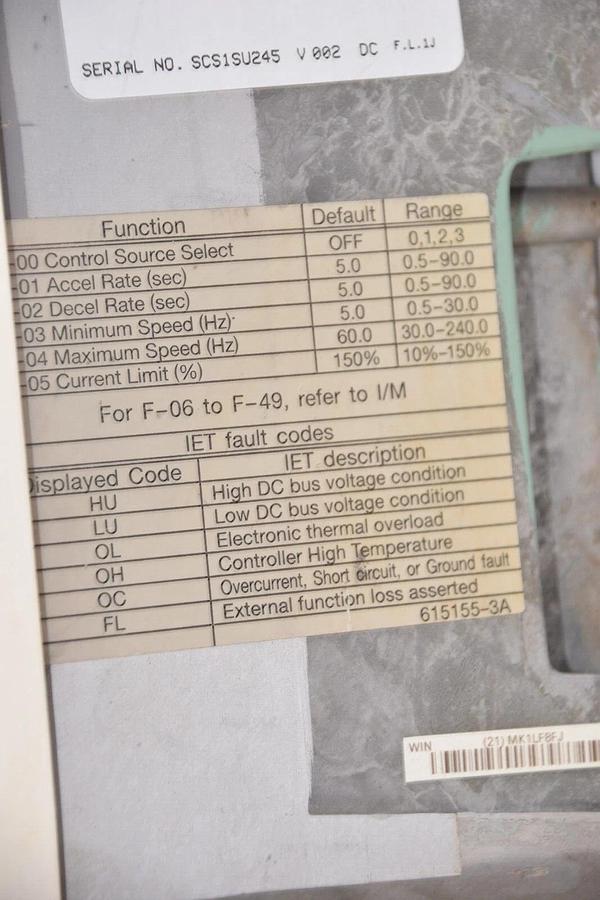 SERIAL NO. SCS1SU245 V 002 DC F.L.1J
Function Default Range
-00 Control Source Select OFF 0,1,2,3
-01 Accel Rate (sec) 5.0 0.5-90.0
-02 Decel Rate (sec) 5.0 0.5-90.0
-03 Minimum Speed (Hz) 5.0 0.5-30.0
-04 Maximum Speed (Hz) 60.0 30.0-240.0
-05 Current Limit (%) 150% 10%-150%
For F-06 to F-49, refer to I/M
IET fault codes
Displayed Code IET description
HU High DC bus voltage condition
LU Low DC bus voltage condition
OL Electronic thermal overload
OH Controller High Temperature
OC Overcurrent, Short circuit, or Ground fault
FL External function loss asserted
615155-3A
WIN (21) MK1LF8FJ